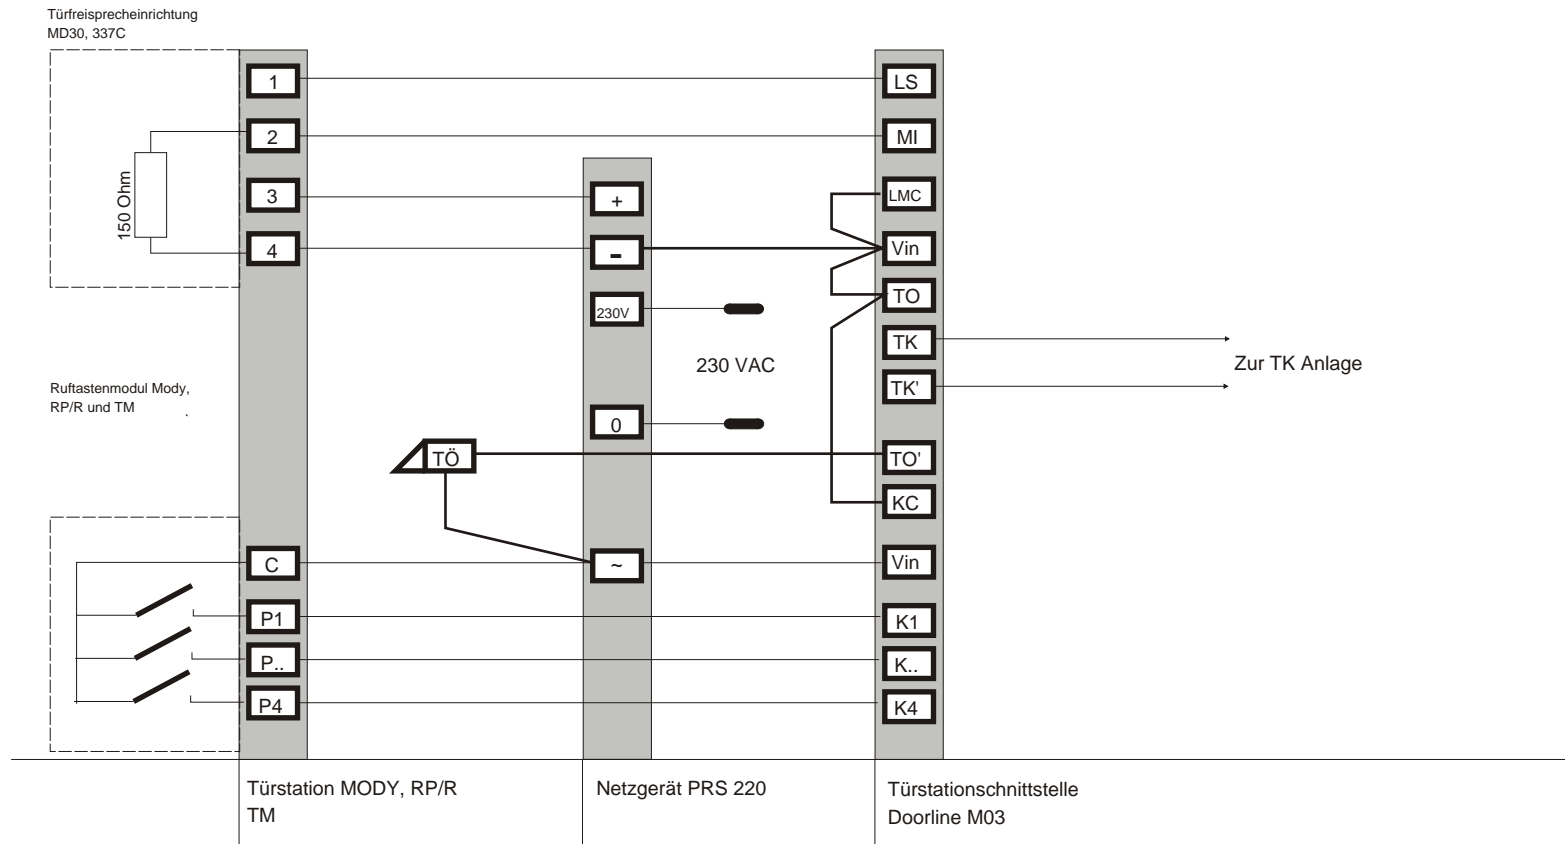 Türfreisprecheinrichtung
MD30, 337C
1
LS
2
MI
150 Ohm
3
+
LMC
4
-
Vin
230V
TO
TK
230 VAC
Zur TK Anlage
TK'
Ruftastenmodul Mody,
RP/R und TM `
0
TÖ
TO'
KC
C
~
Vin
P1
K1
P..
K..
P4
K4
Türstation MODY, RP/R
TM
Netzgerät PRS 220
Türstationschnittstelle
Doorline M03